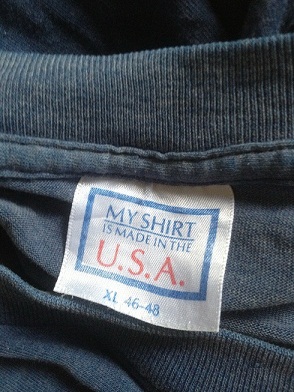 MY SHIRT
IS MADE IN THE
U.S.A.
XL 46-48